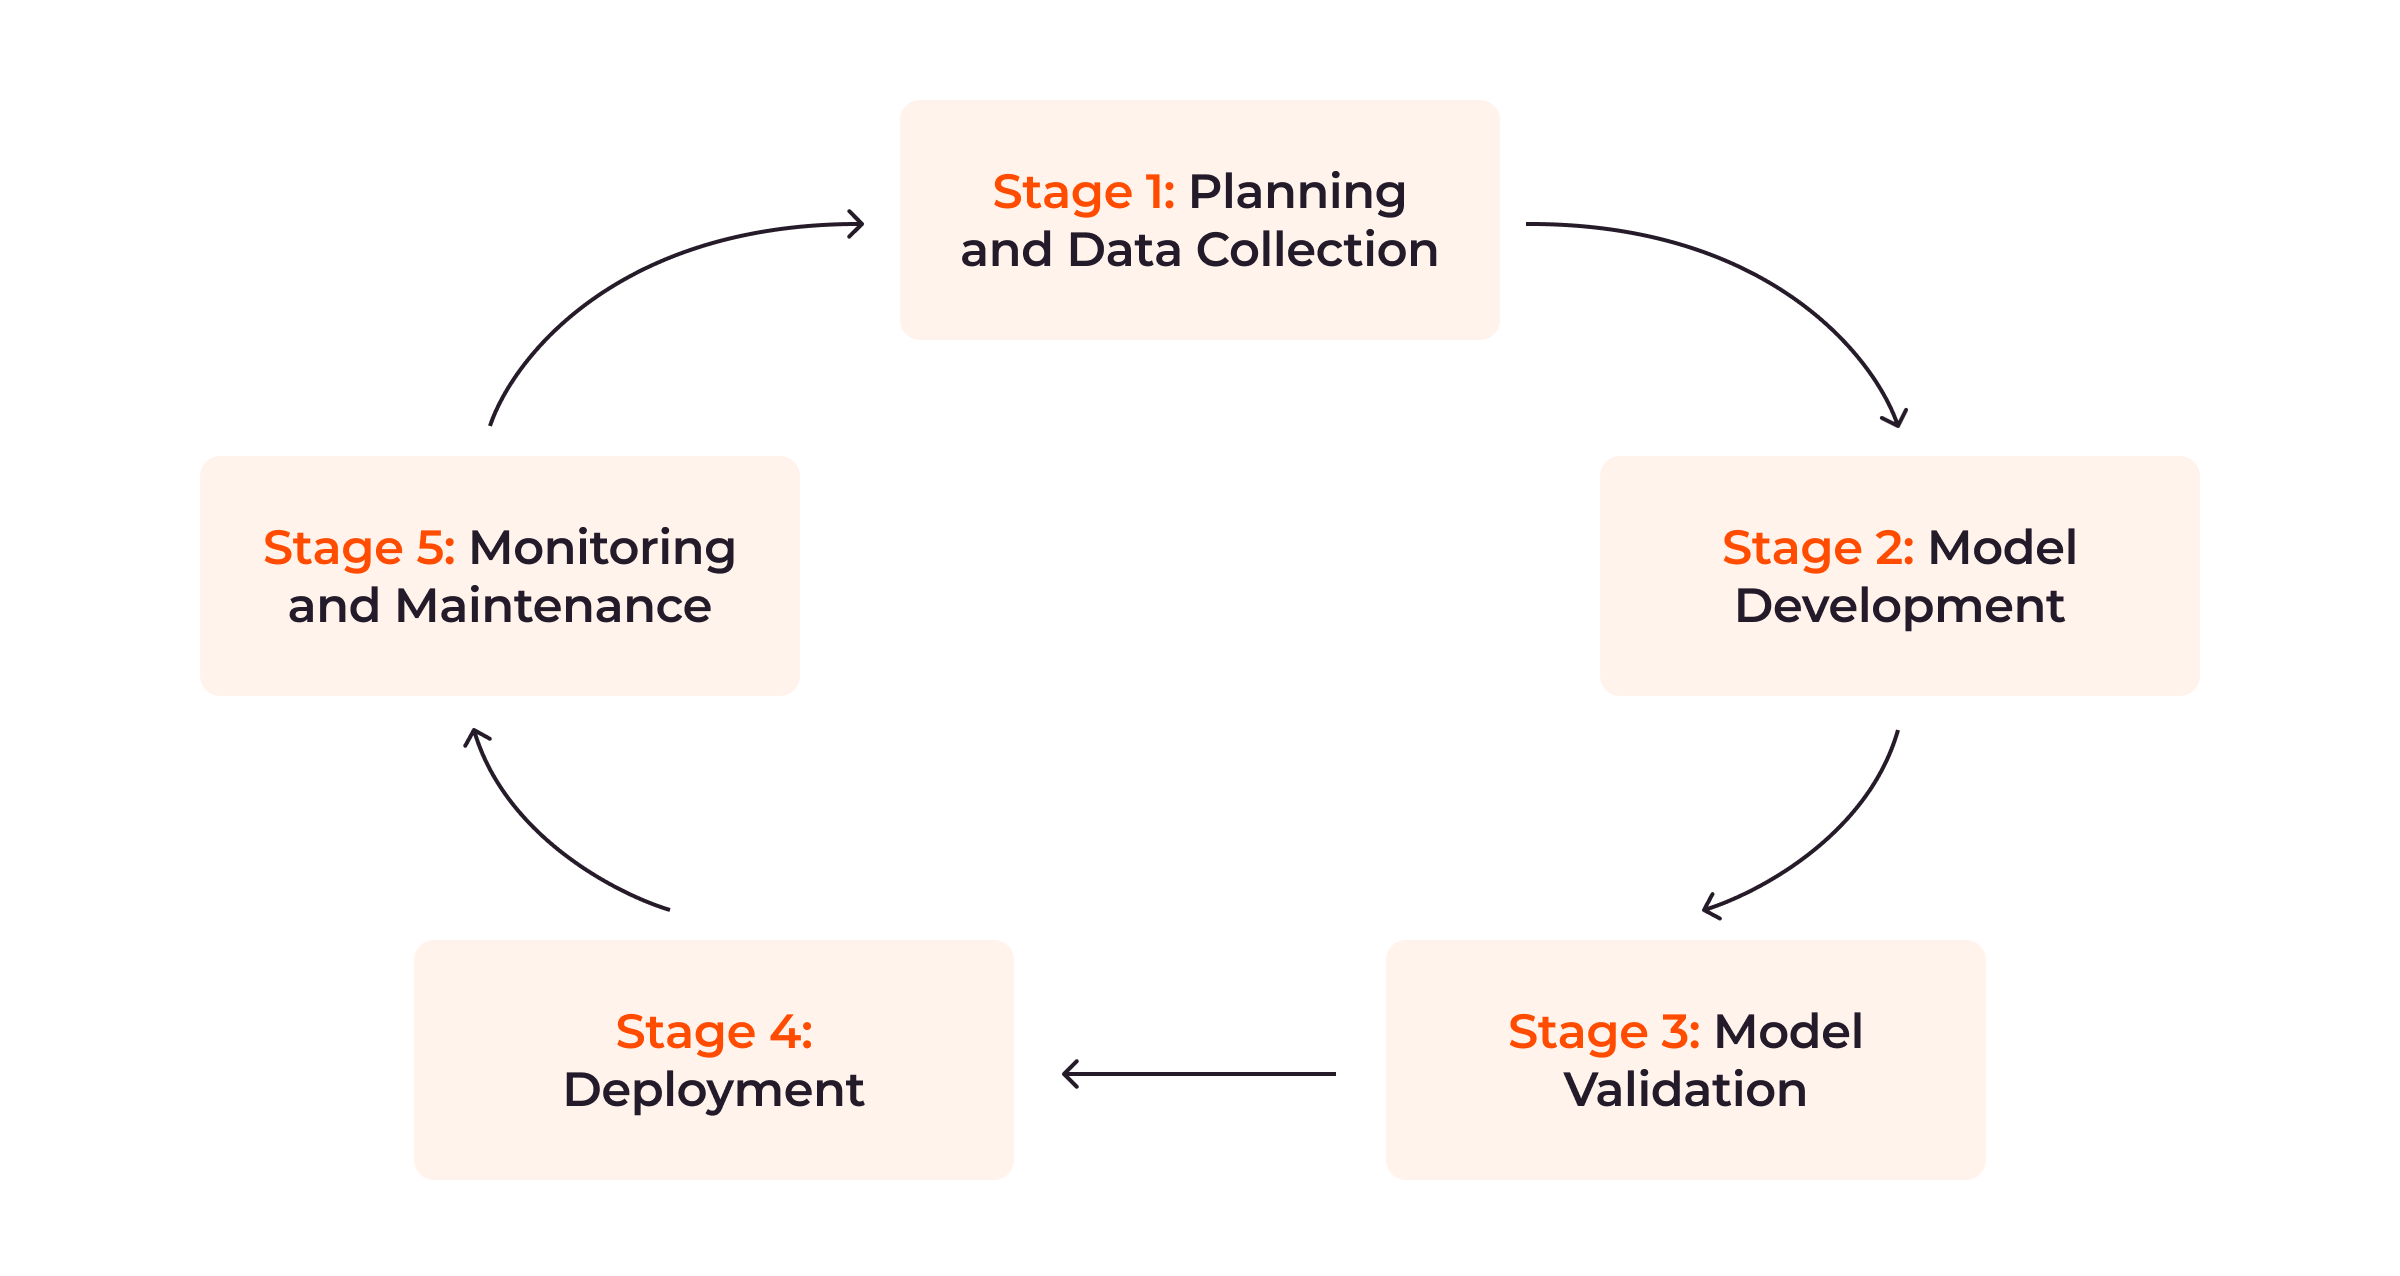 Stage 1: Planning
and Data Collection
Stage 2: Model
Development
Stage 3: Model
Validation
Stage 4:
Deployment
Stage 5: Monitoring
and Maintenance